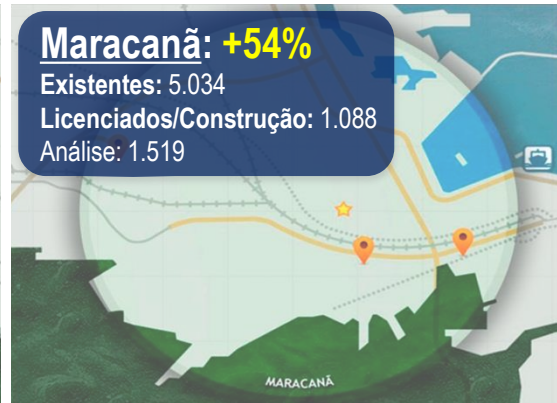 Maracanã: +54%
Existentes: 5.034
Licenciados/Construção: 1.088
Análise: 1.519
MARACANÃ